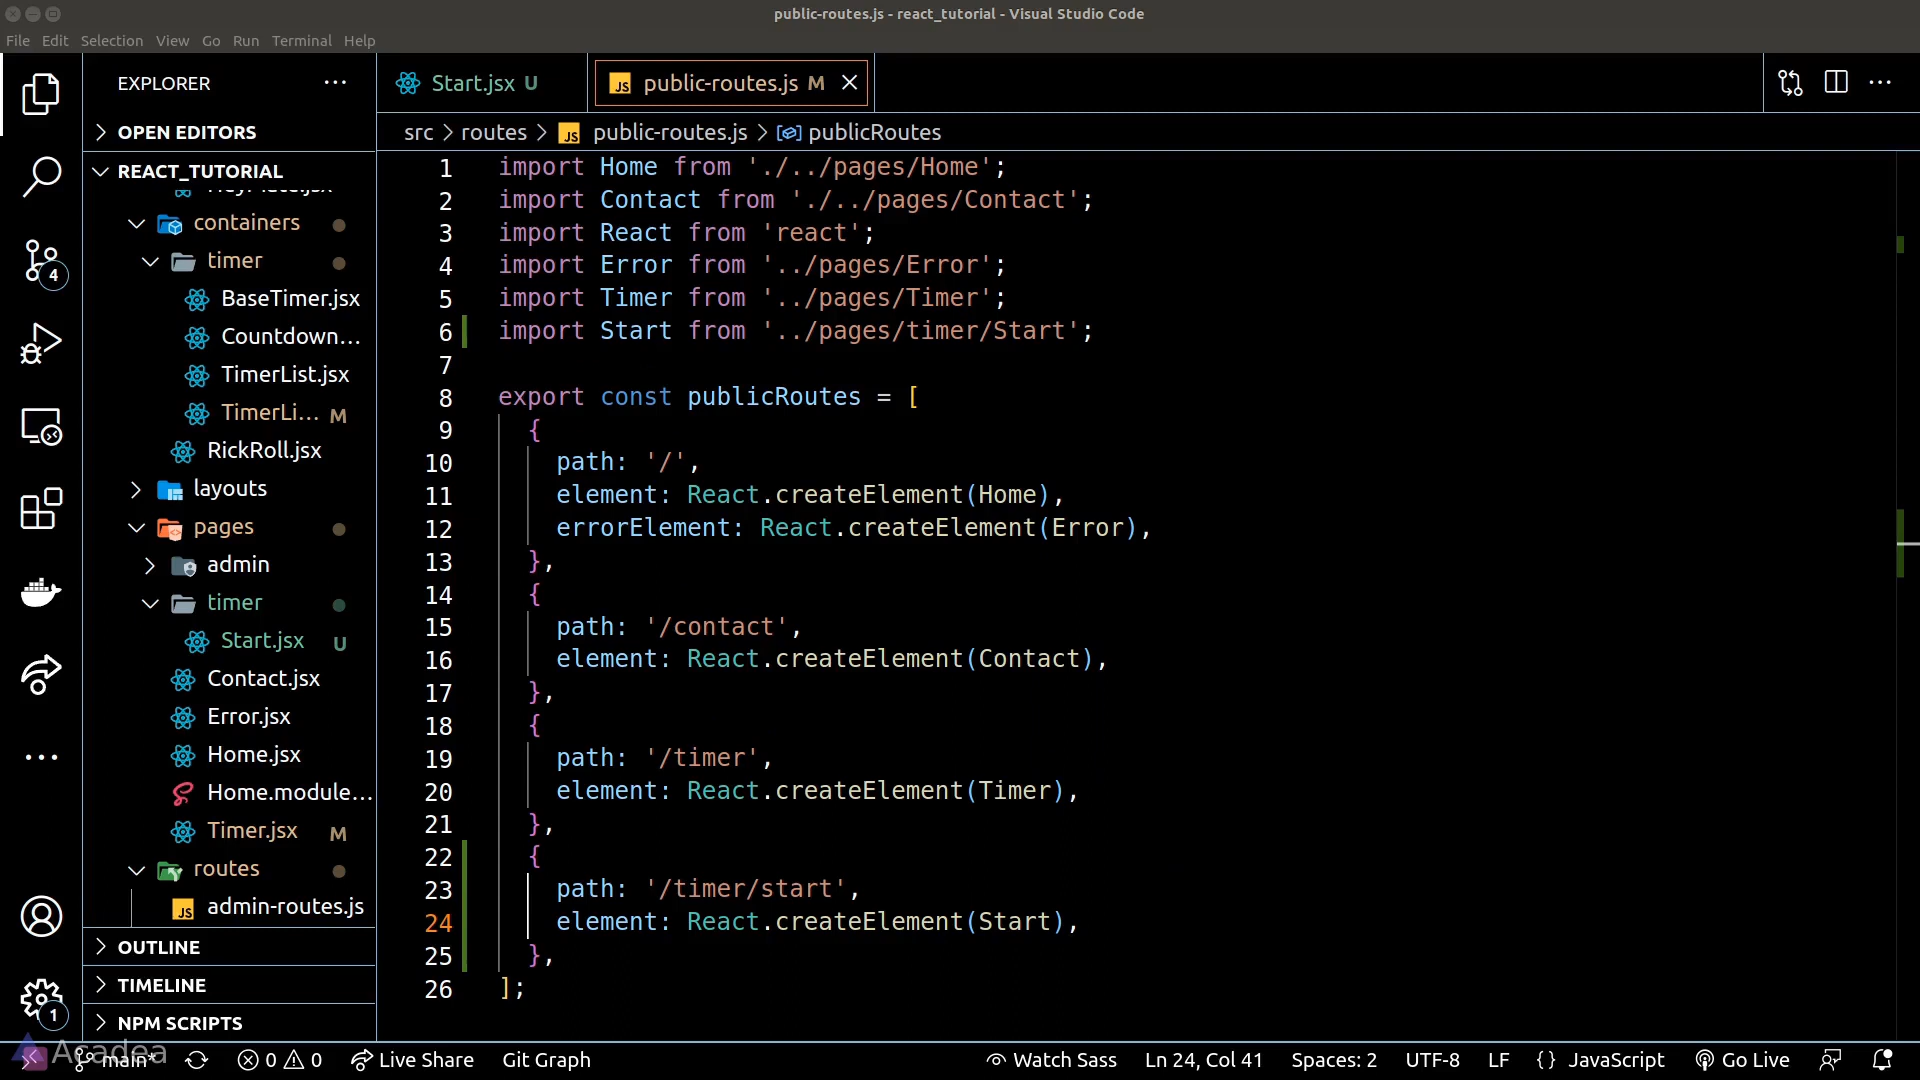 public-routes.js - react_tutorial - Visual Studio Code
File Edit Selection View Go Run Terminal Help
EXPLORER
OPEN EDITORS
REACT_TUTORIAL
containers
timer
BaseTimer.jsx
Countdown...
TimerList.jsx
TimerLi... M
RickRoll.jsx
layouts
pages
admin
timer
Start.jsx U
Contact.jsx
Error.jsx
Home.jsx
Home.module...
Timer.jsx M
routes
admin-routes.js
OUTLINE
TIMELINE
NPM SCRIPTS
4
1
Start.jsx U
public-routes.js M
src > routes > JS public-routes.js > publicRoutes
1 import Home from './../pages/Home';
2 import Contact from './../pages/Contact';
3 import React from 'react';
4 import Error from '../pages/Error';
5 import Timer from '../pages/Timer';
6 import Start from '../pages/timer/Start';
7
8 export const publicRoutes = [
9 {
10 path: '/',
11 element: React.createElement(Home),
12 errorElement: React.createElement(Error),
13 },
14 {
15 path: '/contact',
16 element: React.createElement(Contact),
17 },
18 {
19 path: '/timer',
20 element: React.createElement(Timer),
21 },
22 {
23 path: '/timer/start',
24 element: React.createElement(Start),
25 },
26 ];
Acadea
main* 0 0 Live Share Git Graph Watch Sass Ln 24, Col 41 Spaces: 2 UTF-8 LF {} JavaScript Go Live